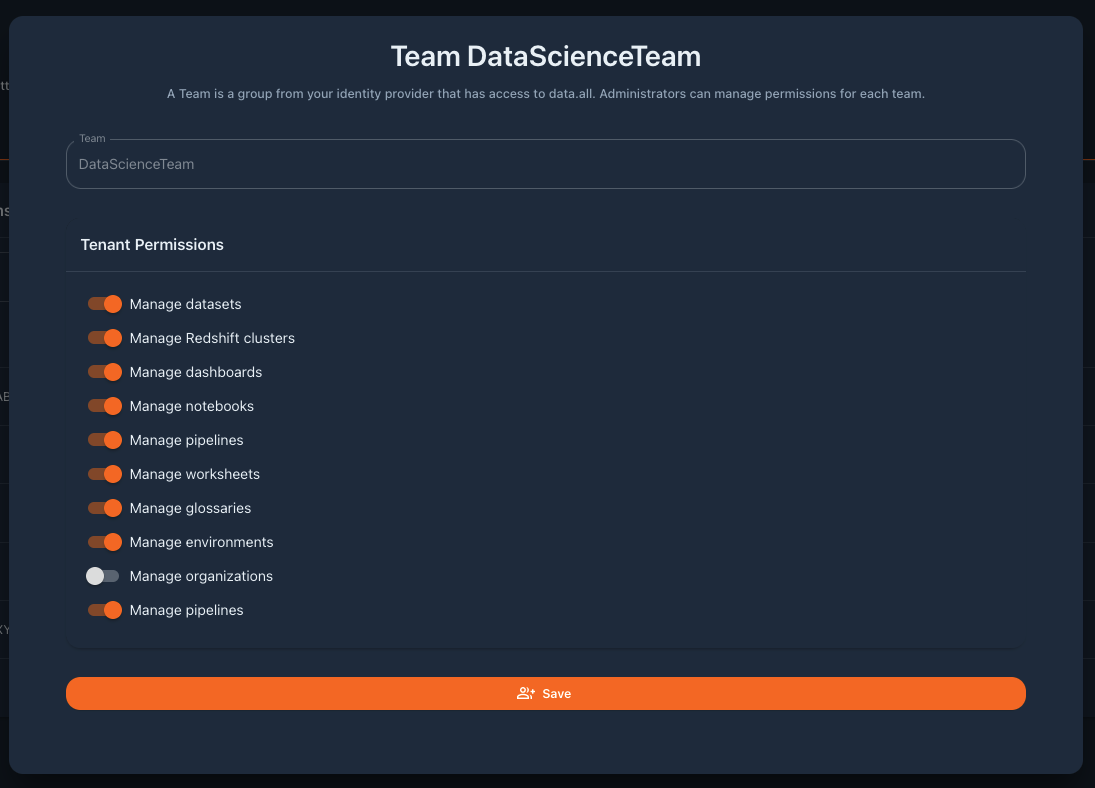 Team DataScienceTeam
A Team is a group from your identity provider that has access to data.all. Administrators can manage permissions for each team.
Team
DataScienceTeam
Tenant Permissions
Manage datasets
Manage Redshift clusters
Manage dashboards
Manage notebooks
Manage pipelines
Manage worksheets
Manage glossaries
Manage environments
Manage organizations
Manage pipelines
Save